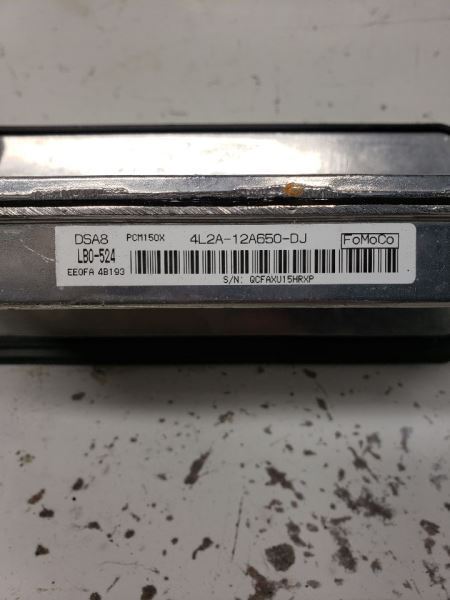 DSA8 PCM150X 4L2A-12A650-DJ FoMoCo
LB0-524
EE0FA 4B193
S/N: QCFAXU15HRXP